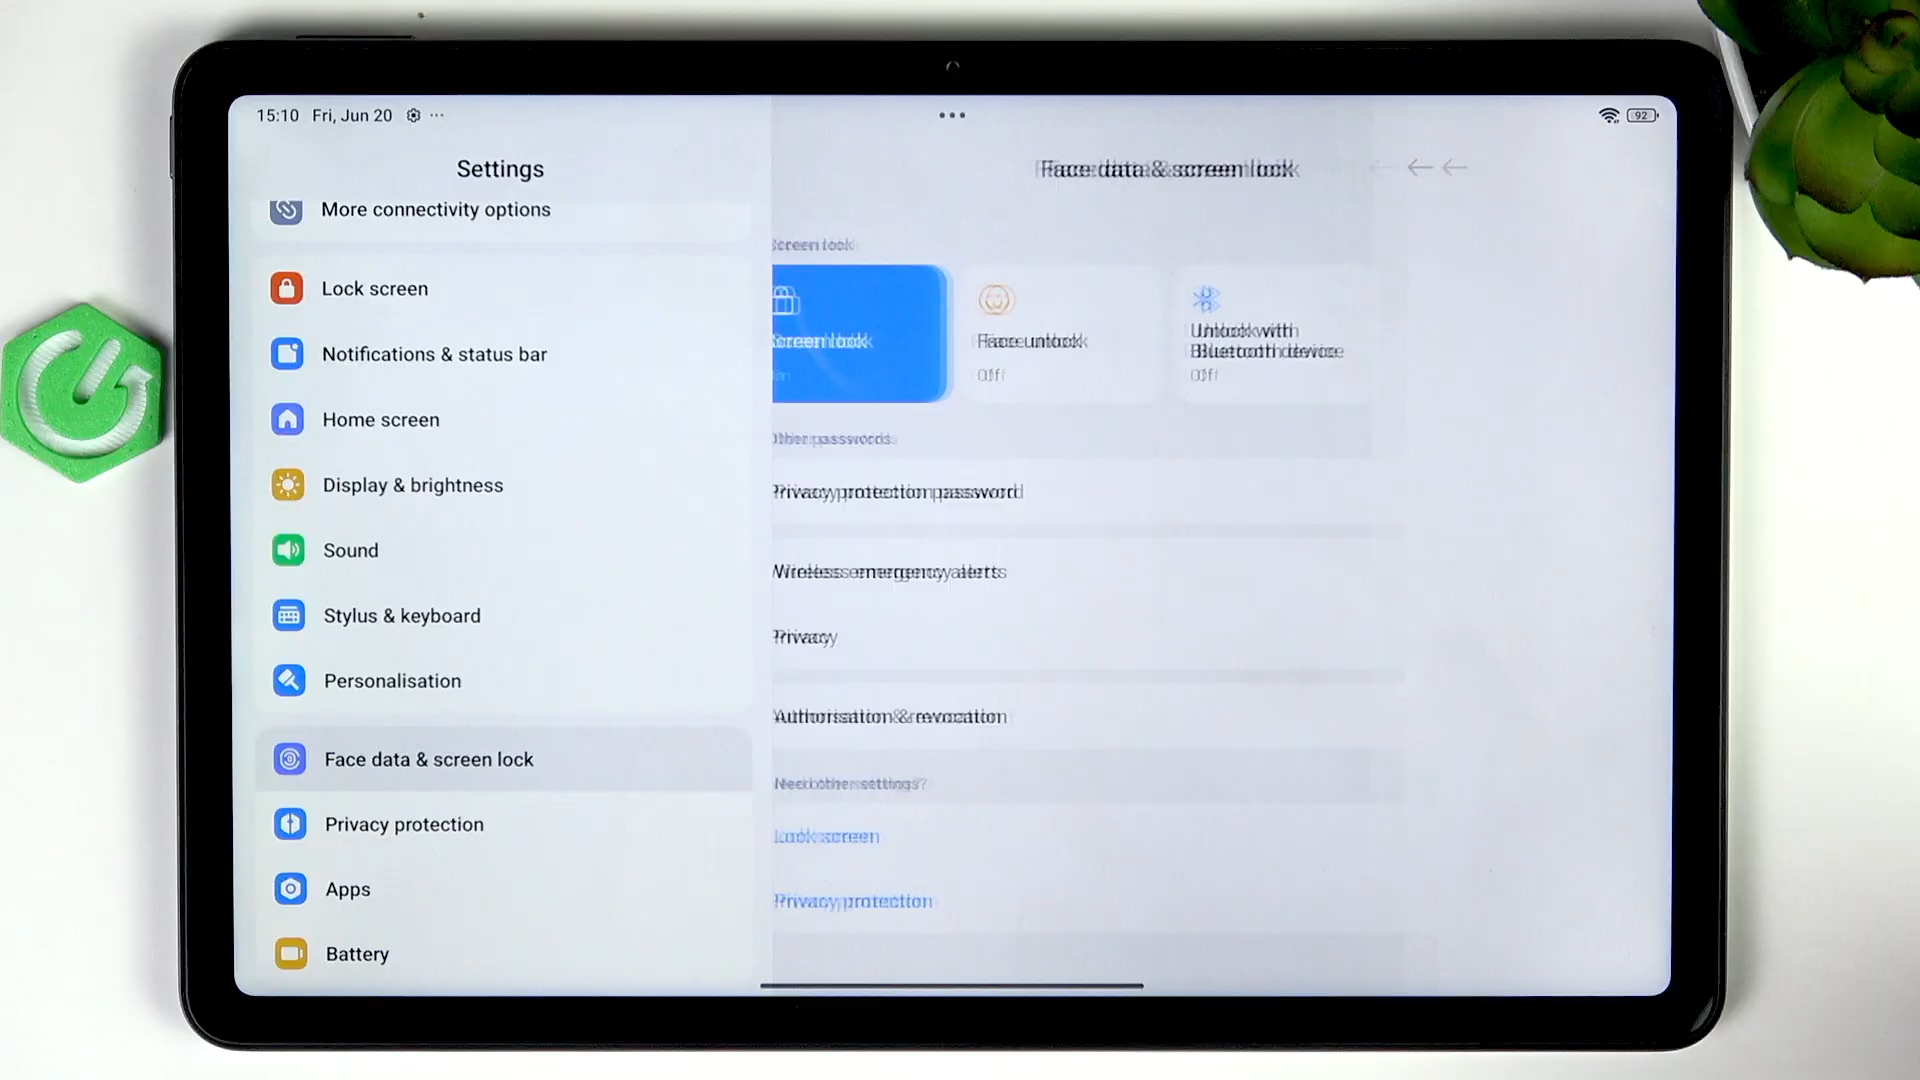 15:10 Fri, Jun 20
92
Settings
More connectivity options
Lock screen
Notifications & status bar
Home screen
Display & brightness
Sound
Stylus & keyboard
Personalisation
Face data & screen lock
Privacy protection
Apps
Battery
Face data & screen lock
Screen lock
Screen lock
Face unlock
Off
Unlock with
Bluetooth device
Off
Other passwords
Privacy protection password
Wireless emergency alerts
Privacy
Authorisation & revocation
Need other settings?
Lock screen
Privacy protection